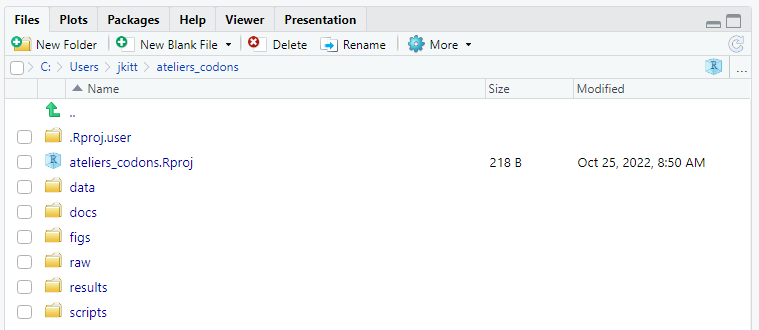 Files Plots Packages Help Viewer Presentation
New Folder New Blank File Delete Rename More
C: Users jkitt ateliers_codons ...
Name Size Modified
..
.Rproj.user
ateliers_codons.Rproj 218 B Oct 25, 2022, 8:50 AM
data
docs
figs
raw
results
scripts